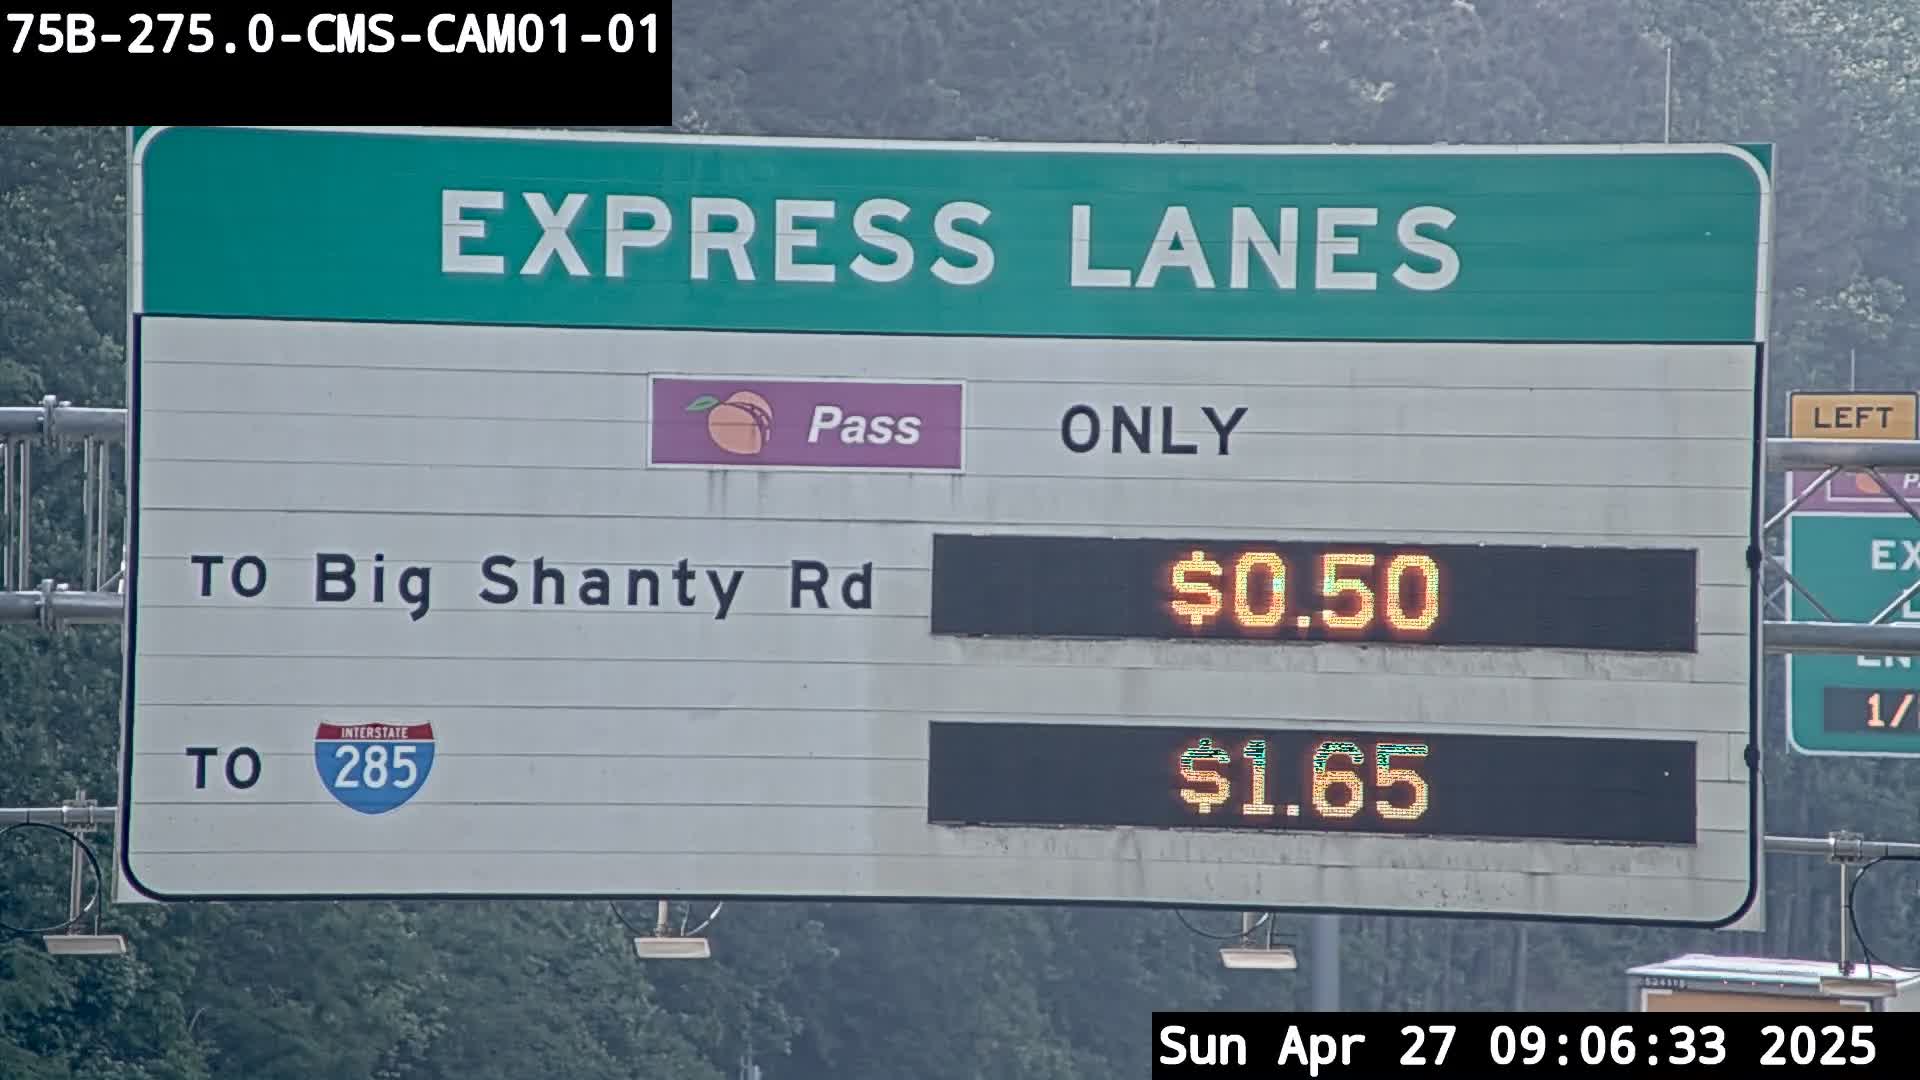 75B-275.0-CMS-CAM01-01
EXPRESS LANES
Pass ONLY
LEFT
TO Big Shanty Rd $0.50
TO INTERSTATE 285 $1.65
Sun Apr 27 09:06:33 2025